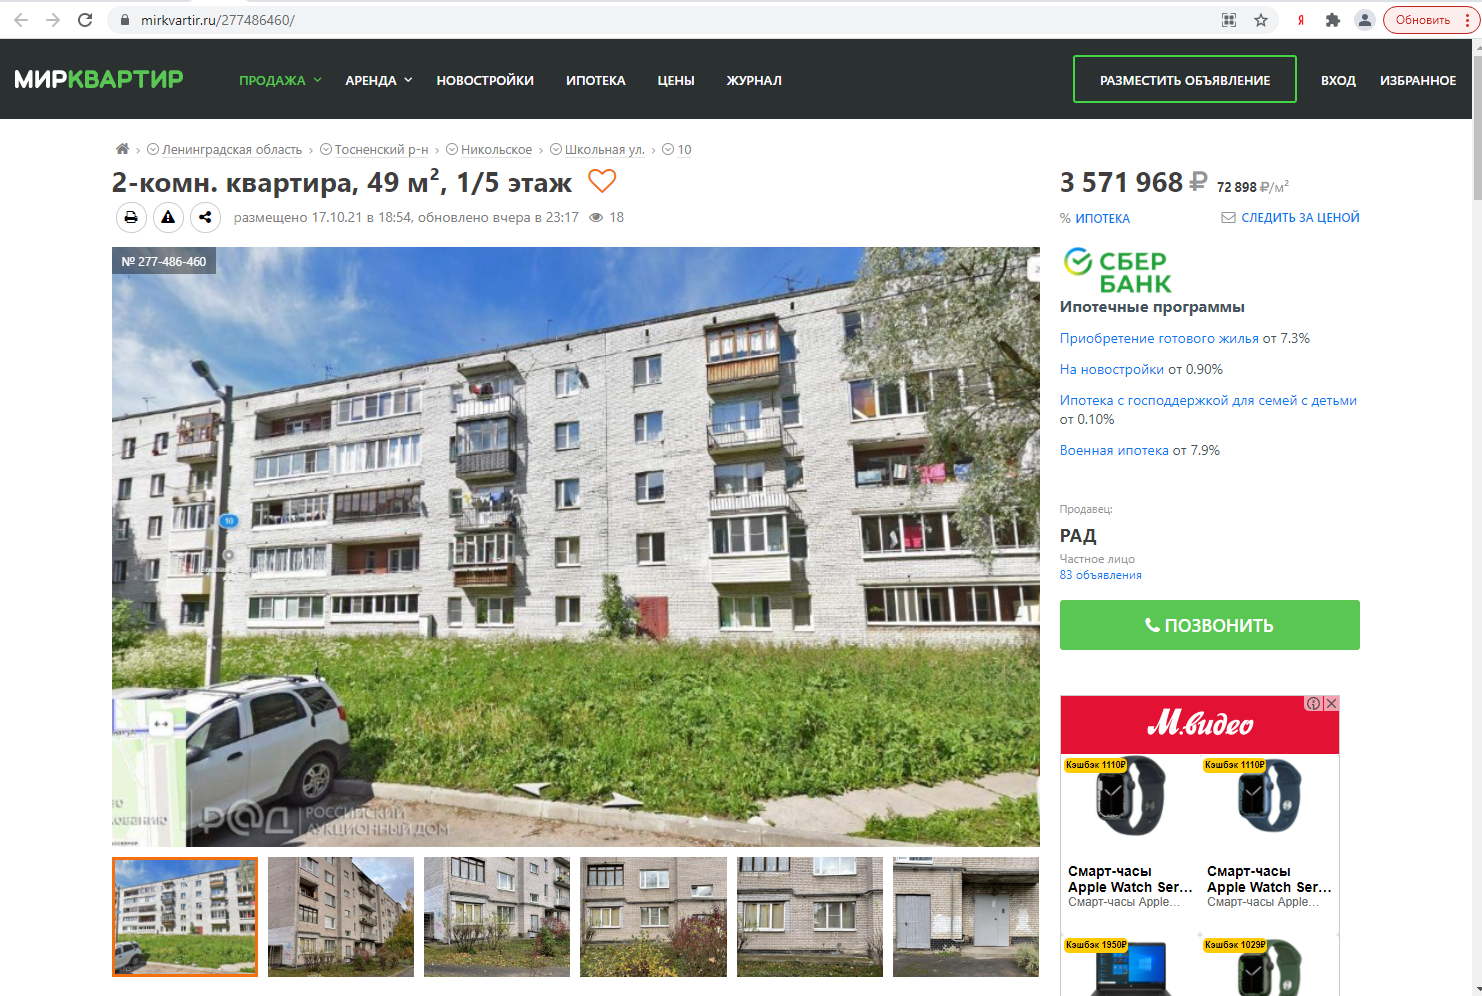 mirkvartir.ru/277486460/
Я
Обновить
МИРКВАРТИР
ПРОДАЖА
АРЕНДА
НОВОСТРОЙКИ
ИПОТЕКА
ЦЕНЫ
ЖУРНАЛ
РАЗМЕСТИТЬ ОБЪЯВЛЕНИЕ
ВХОД
ИЗБРАННОЕ
Ленинградская область › Тосненский р-н › Никольское › Школьная ул. › 10
2-комн. квартира, 49 м², 1/5 этаж
размещено 17.10.21 в 18:54, обновлено вчера в 23:17 18
№ 277-486-460
10
РАД РОССИЙСКИЙ
АУКЦИОННЫЙ ДОМ
3 571 968 ₽ 72 898 ₽/м²
% ИПОТЕКА
СЛЕДИТЬ ЗА ЦЕНОЙ
СБЕР
БАНК
Ипотечные программы
Приобретение готового жилья от 7.3%
На новостройки от 0.90%
Ипотека с господдержкой для семей с детьми
от 0.10%
Военная ипотека от 7.9%
Продавец:
РАД
Частное лицо
83 объявления
ПОЗВОНИТЬ
М.видео
Кэшбэк 1110₽
Кэшбэк 1110₽
Смарт-часы
Apple Watch Ser...
Смарт-часы Apple...
Смарт-часы
Apple Watch Ser...
Смарт-часы Apple...
Кэшбэк 1950₽
Кэшбэк 1029₽